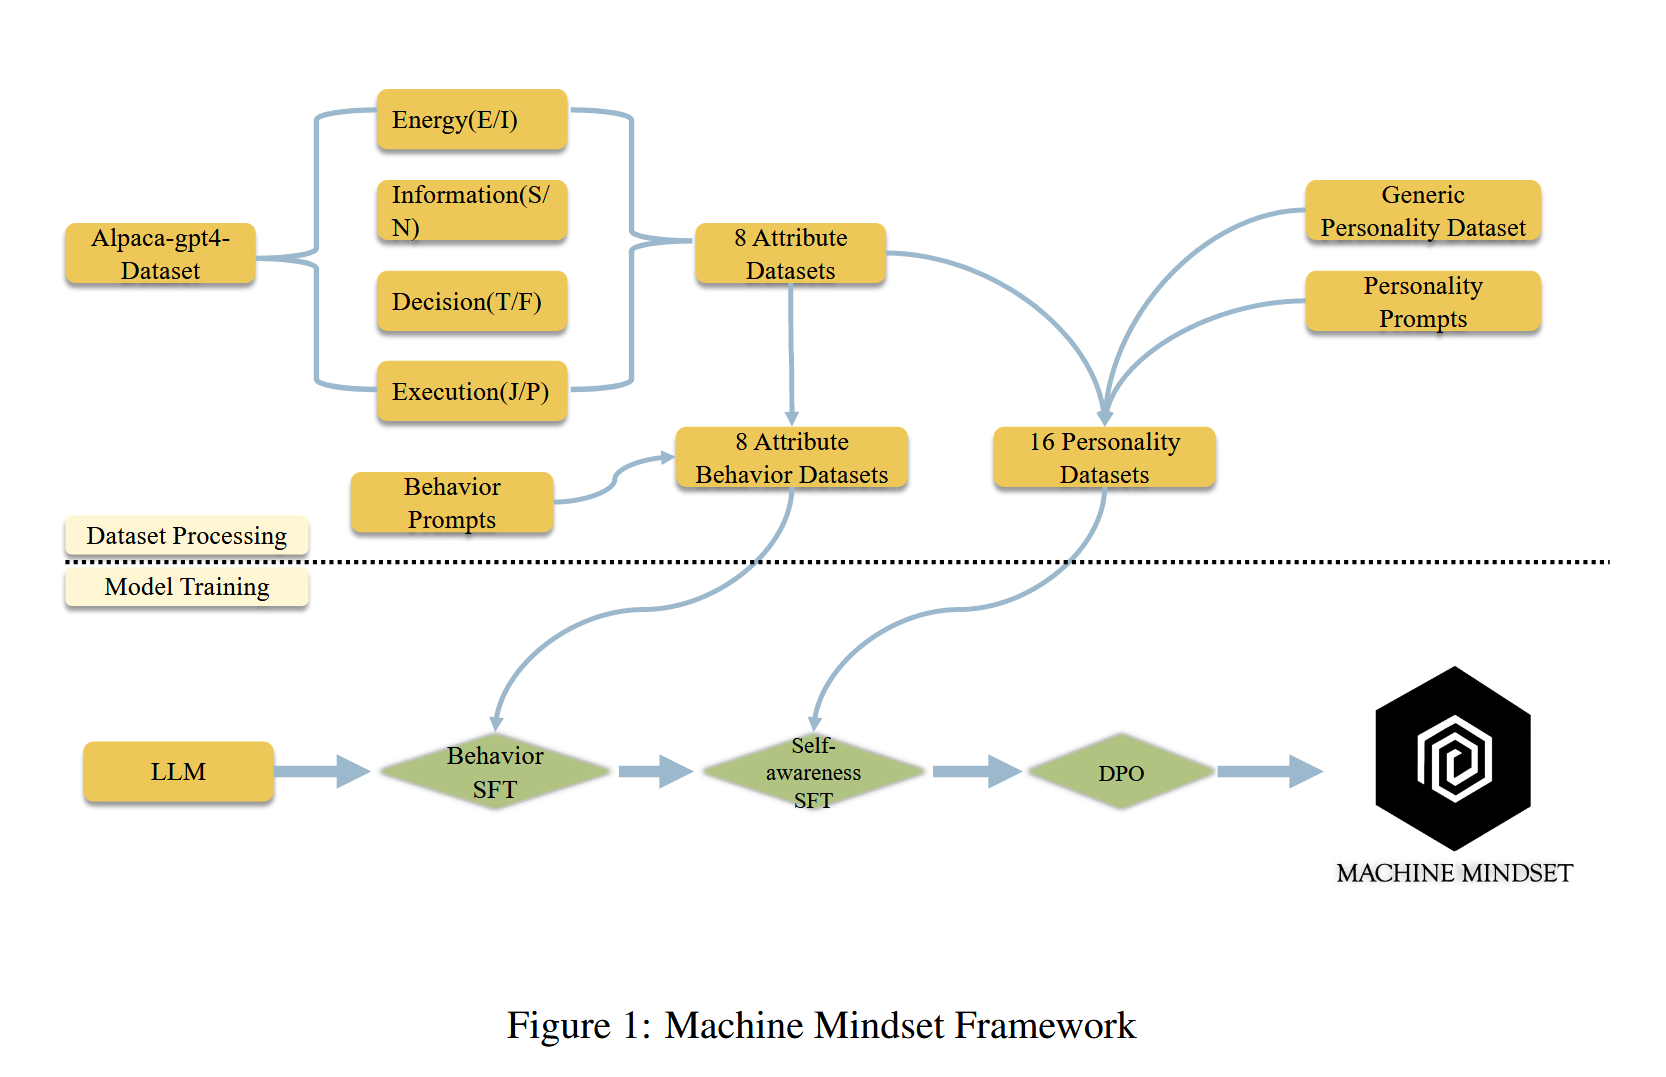 Energy(E/I)
Information(S/
N)
Alpaca-gpt4-
Dataset
Decision(T/F)
Execution(J/P)
8 Attribute
Datasets
Generic
Personality Dataset
Personality
Prompts
8 Attribute
Behavior Datasets
16 Personality
Datasets
Behavior
Prompts
Dataset Processing
Model Training
LLM
Behavior
SFT
Self-
awareness
SFT
DPO
MACHINE MINDSET
Figure 1: Machine Mindset Framework